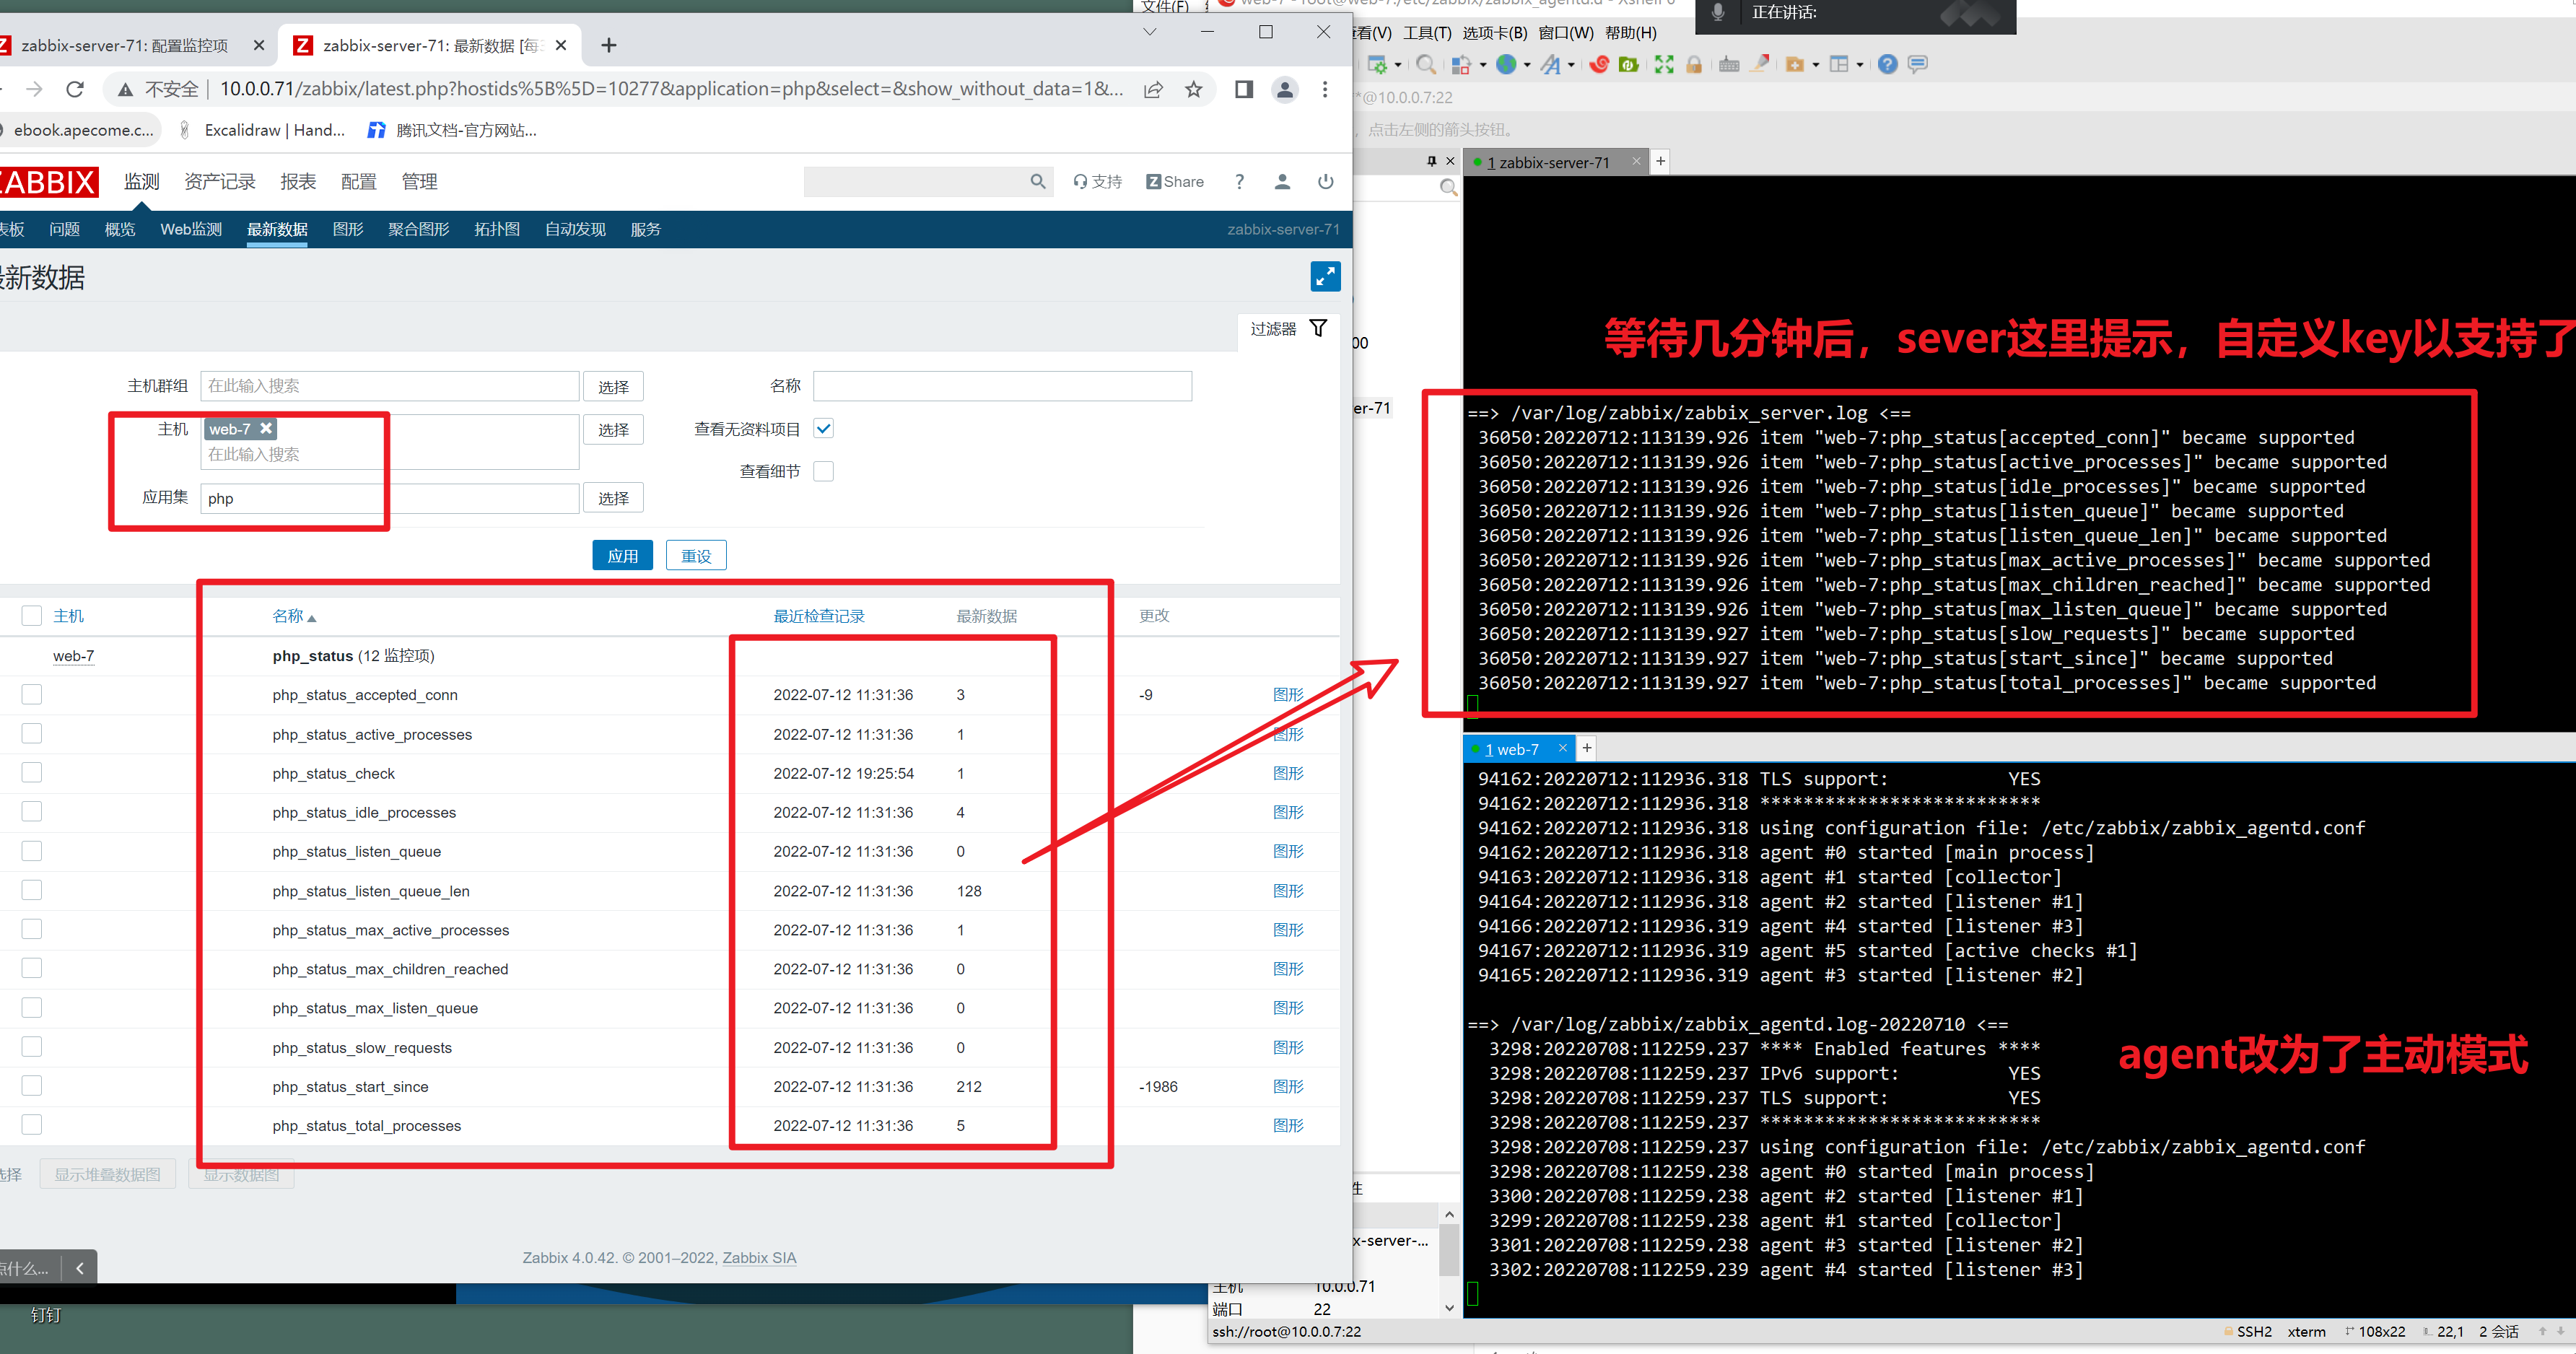 文件(F)
zabbix-server-71: 配置监控项
zabbix-server-71: 最新数据 [每
不安全
10.0.0.71/zabbix/latest.php?hostids%5B%5D=10277&application=php&select=&show_without_data=1&...
ebook.apecome.c...
Excalidraw | Hand...
腾讯文档-官方网站...
ZABBIX
监测
资产记录
报表
配置
管理
支持
Share
?
表板
问题
概览
Web监测
最新数据
图形
聚合图形
拓扑图
自动发现
服务
zabbix-server-71
最新数据
过滤器
主机群组
在此输入搜索
选择
名称
主机
web-7
在此输入搜索
选择
查看无资料项目
查看细节
应用集
php
选择
应用
重设
主机
名称
最近检查记录
最新数据
更改
web-7
php_status (12 监控项)
php_status_accepted_conn 2022-07-12 11:31:36 3 -9 图形
php_status_active_processes 2022-07-12 11:31:36 1 图形
php_status_check 2022-07-12 19:25:54 1 图形
php_status_idle_processes 2022-07-12 11:31:36 4 图形
php_status_listen_queue 2022-07-12 11:31:36 0 图形
php_status_listen_queue_len 2022-07-12 11:31:36 128 图形
php_status_max_active_processes 2022-07-12 11:31:36 1 图形
php_status_max_children_reached 2022-07-12 11:31:36 0 图形
php_status_max_listen_queue 2022-07-12 11:31:36 0 图形
php_status_slow_requests 2022-07-12 11:31:36 0 图形
php_status_start_since 2022-07-12 11:31:36 212 -1986 图形
php_status_total_processes 2022-07-12 11:31:36 5 图形
选择
显示堆叠数据图
显示数据图
Zabbix 4.0.42. © 2001–2022, Zabbix SIA
点什么...
钉钉
正在讲话:
查看(V) 工具(T) 选项卡(B) 窗口(W) 帮助(H)
*@10.0.0.7:22
点击左侧的箭头按钮。
1 zabbix-server-71
00
er-71
等待几分钟后，sever这里提示，自定义key以支持了
==> /var/log/zabbix/zabbix_server.log <==
36050:20220712:113139.926 item "web-7:php_status[accepted_conn]" became supported
36050:20220712:113139.926 item "web-7:php_status[active_processes]" became supported
36050:20220712:113139.926 item "web-7:php_status[idle_processes]" became supported
36050:20220712:113139.926 item "web-7:php_status[listen_queue]" became supported
36050:20220712:113139.926 item "web-7:php_status[listen_queue_len]" became supported
36050:20220712:113139.926 item "web-7:php_status[max_active_processes]" became supported
36050:20220712:113139.926 item "web-7:php_status[max_children_reached]" became supported
36050:20220712:113139.926 item "web-7:php_status[max_listen_queue]" became supported
36050:20220712:113139.927 item "web-7:php_status[slow_requests]" became supported
36050:20220712:113139.927 item "web-7:php_status[start_since]" became supported
36050:20220712:113139.927 item "web-7:php_status[total_processes]" became supported
1 web-7
94162:20220712:112936.318 TLS support: YES
94162:20220712:112936.318 **************************
94162:20220712:112936.318 using configuration file: /etc/zabbix/zabbix_agentd.conf
94162:20220712:112936.318 agent #0 started [main process]
94163:20220712:112936.318 agent #1 started [collector]
94164:20220712:112936.318 agent #2 started [listener #1]
94166:20220712:112936.319 agent #4 started [listener #3]
94167:20220712:112936.319 agent #5 started [active checks #1]
94165:20220712:112936.319 agent #3 started [listener #2]
==> /var/log/zabbix/zabbix_agentd.log-20220710 <==
3298:20220708:112259.237 **** Enabled features ****
3298:20220708:112259.237 IPv6 support: YES
3298:20220708:112259.237 TLS support: YES
3298:20220708:112259.237 **************************
3298:20220708:112259.237 using configuration file: /etc/zabbix/zabbix_agentd.conf
3298:20220708:112259.238 agent #0 started [main process]
3300:20220708:112259.238 agent #2 started [listener #1]
3299:20220708:112259.238 agent #1 started [collector]
3301:20220708:112259.238 agent #3 started [listener #2]
3302:20220708:112259.239 agent #4 started [listener #3]
agent改为了主动模式
性
x-server-...
主机 10.0.0.71
端口 22
ssh://root@10.0.0.7:22
SSH2 xterm 108x22 22,1 2 会话